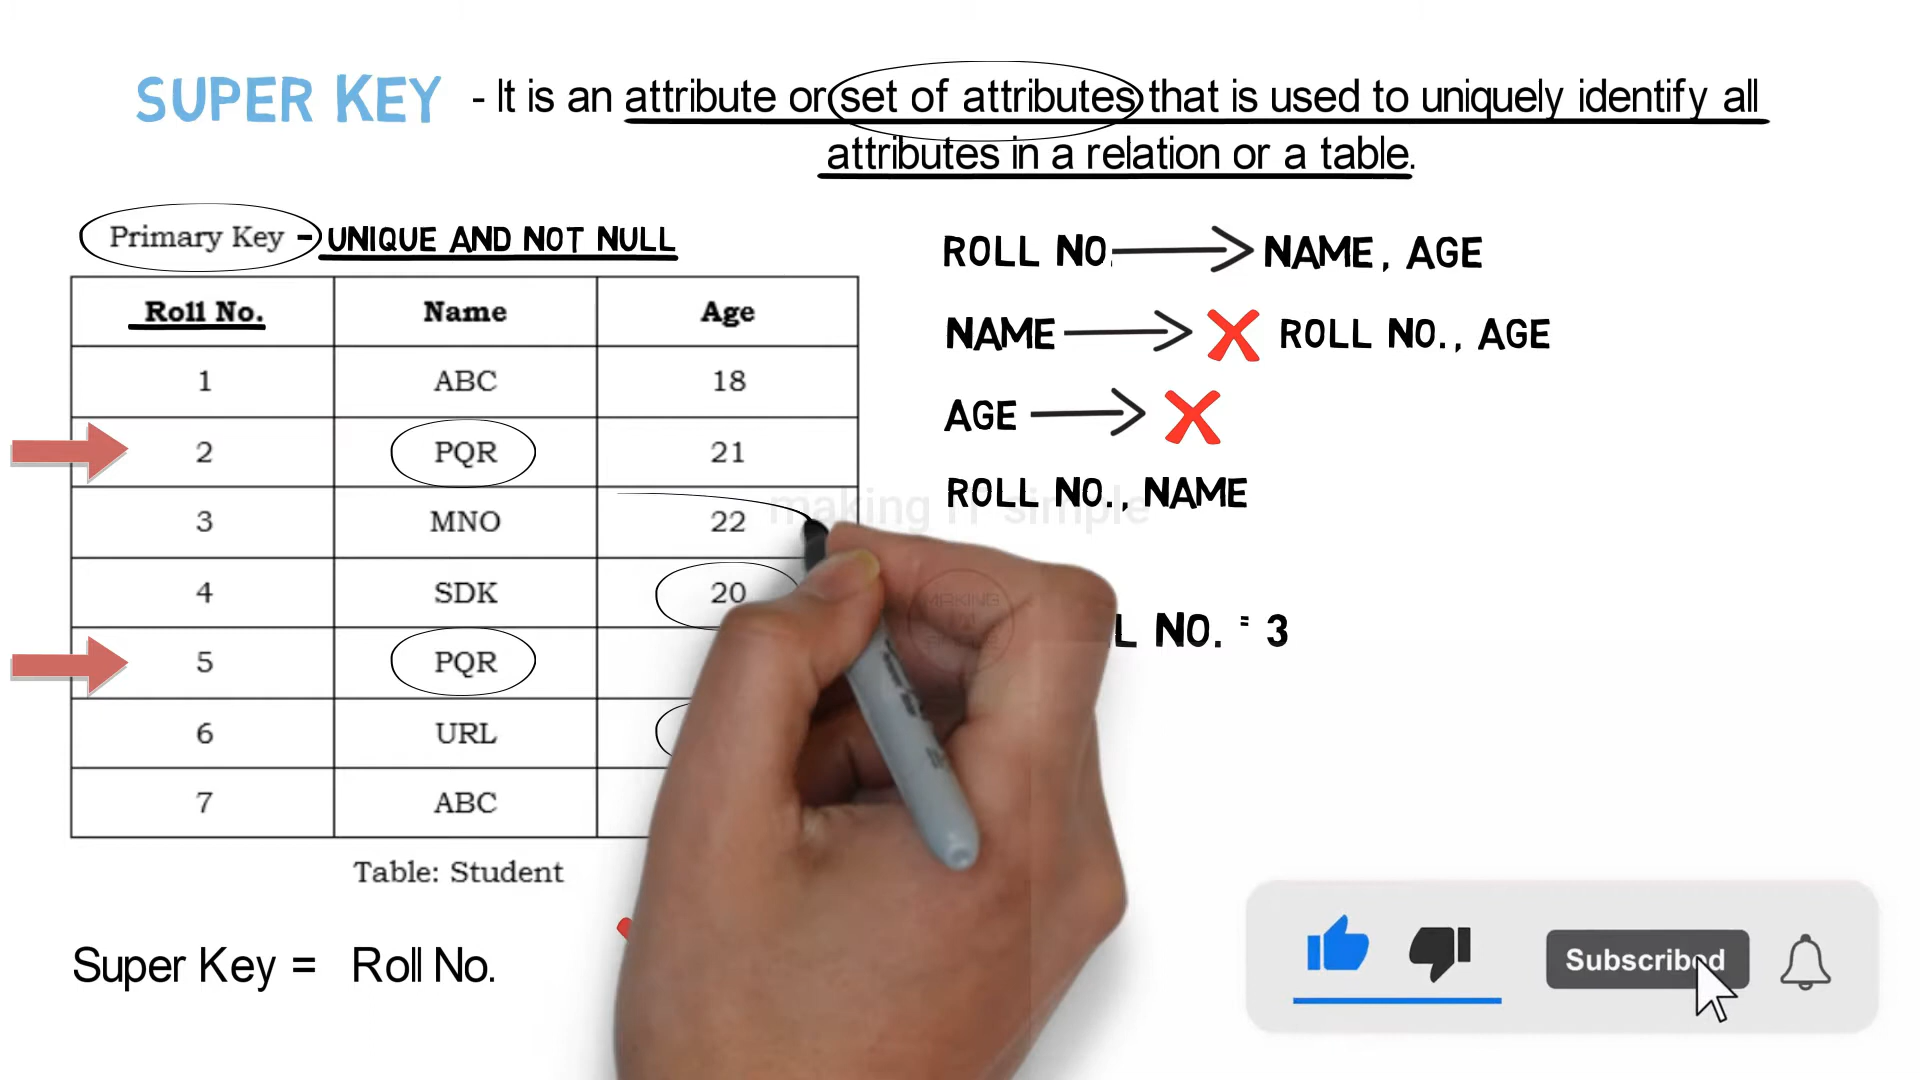 SUPER KEY - It is an attribute or set of attributes that is used to uniquely identify all
attributes in a relation or a table.
Primary Key - UNIQUE AND NOT NULL
Roll No. Name Age
1 ABC 18
2 PQR 21
3 MNO 22
4 SDK 20
5 PQR
6 URL
7 ABC
Table: Student
Super Key = Roll No.
ROLL NO. NAME, AGE
NAME ROLL NO., AGE
AGE
ROLL NO., NAME
making IT simple
L NO. = 3
Subscribed